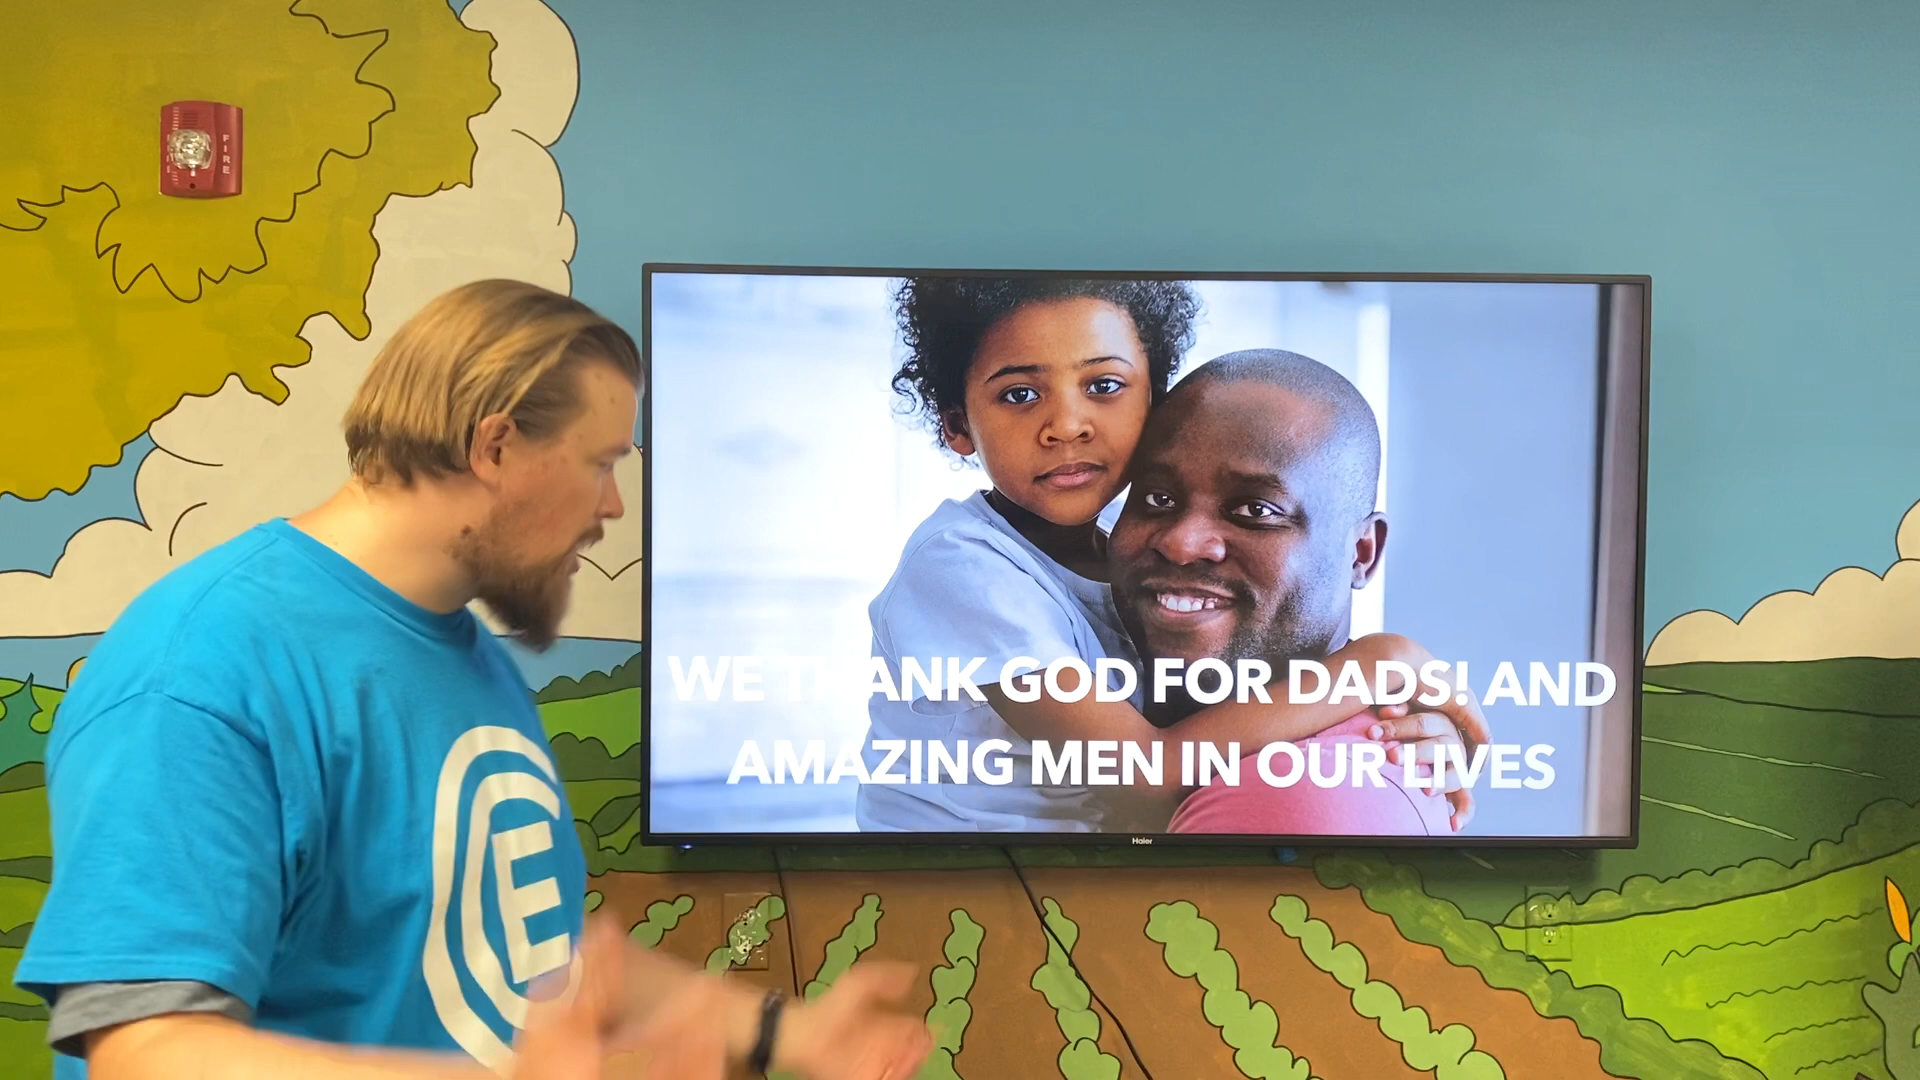 FIRE
WE THANK GOD FOR DADS! AND
AMAZING MEN IN OUR LIVES
Haier
E